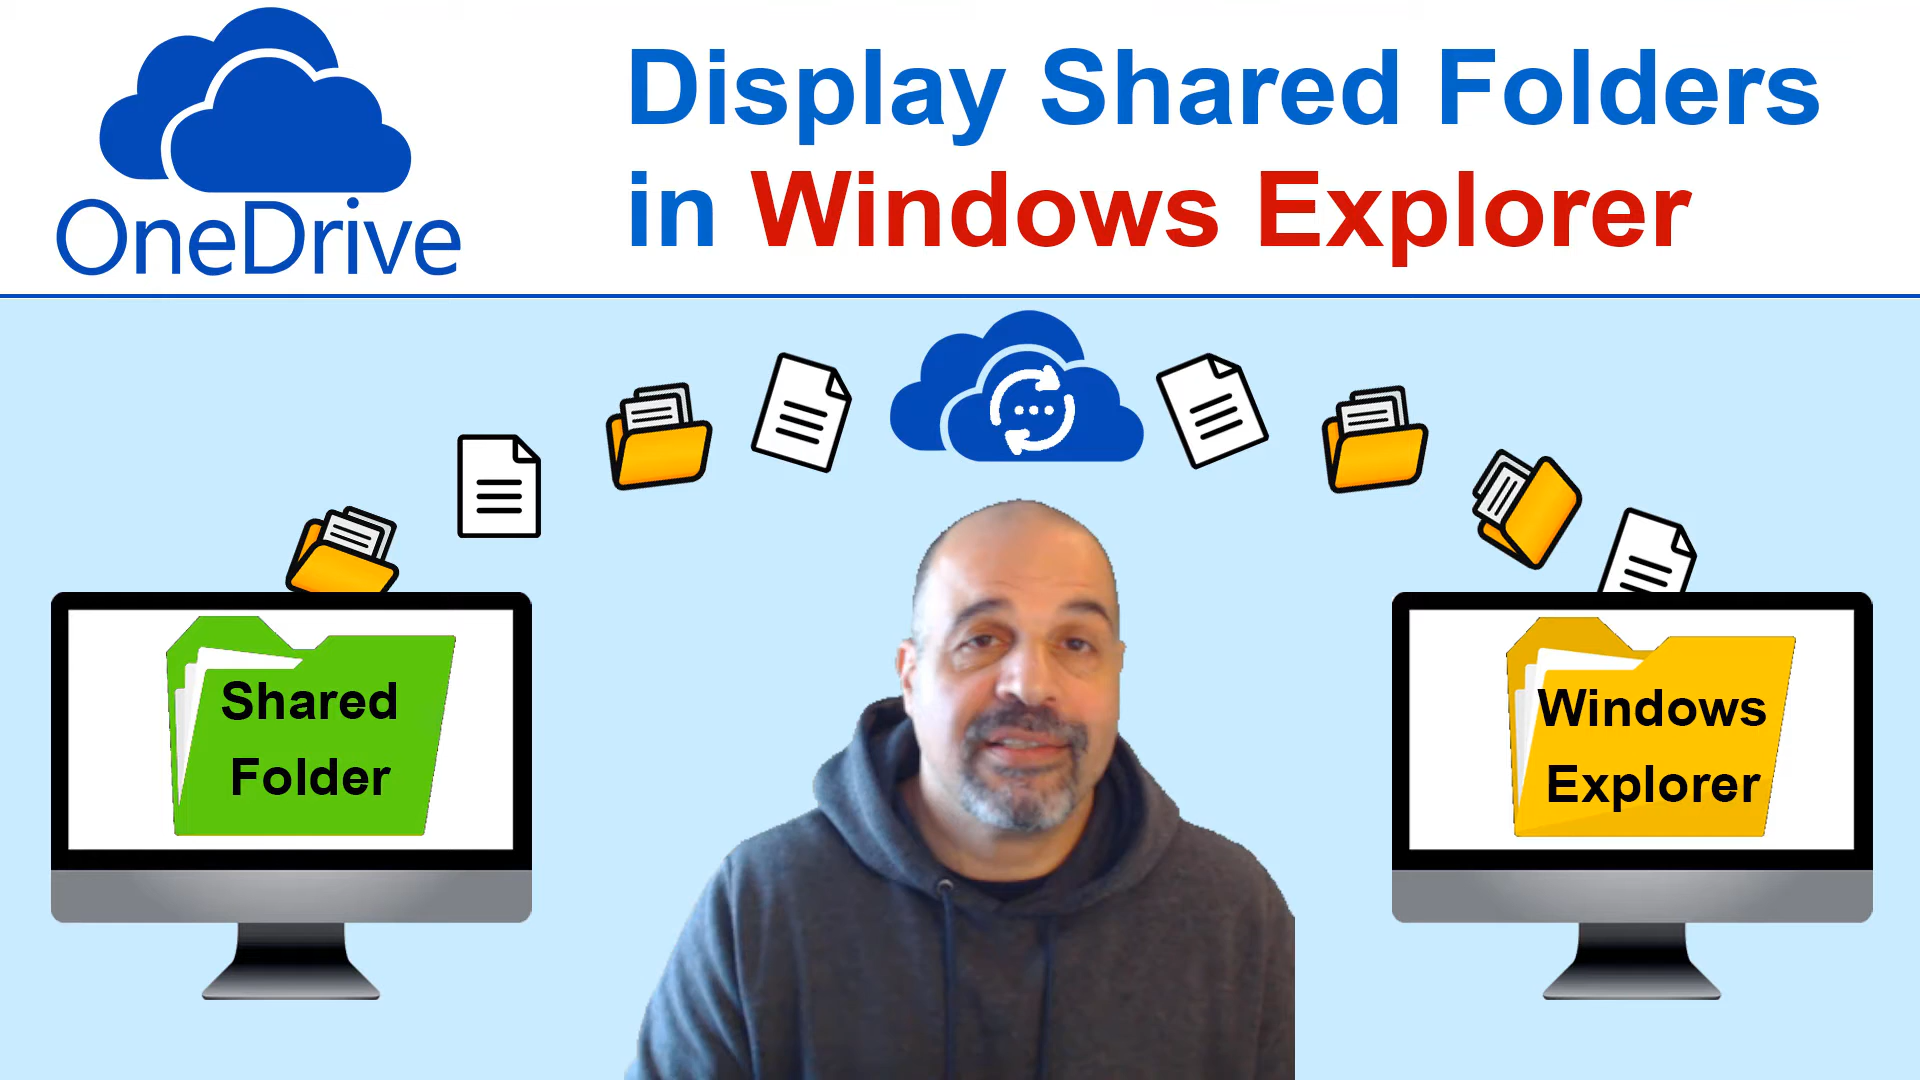 OneDrive
Display Shared Folders
in Windows Explorer
Shared
Folder
Windows
Explorer